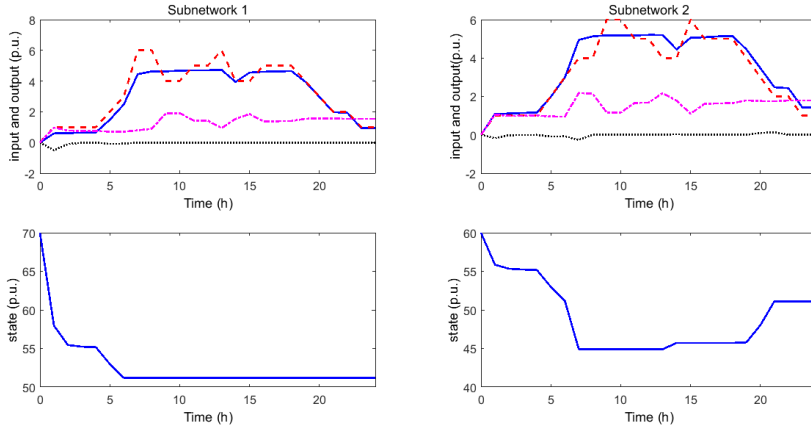 Subnetwork 1
input and output (p.u.)
8
6
4
2
0
-2
0 5 10 15 20
Time (h)
Subnetwork 2
input and output(p.u.)
6
4
2
0
-2
0 5 10 15 20
Time (h)
state (p.u.)
70
65
60
55
50
0 5 10 15 20
Time (h)
state (p.u.)
60
55
50
45
40
0 5 10 15 20
Time (h)